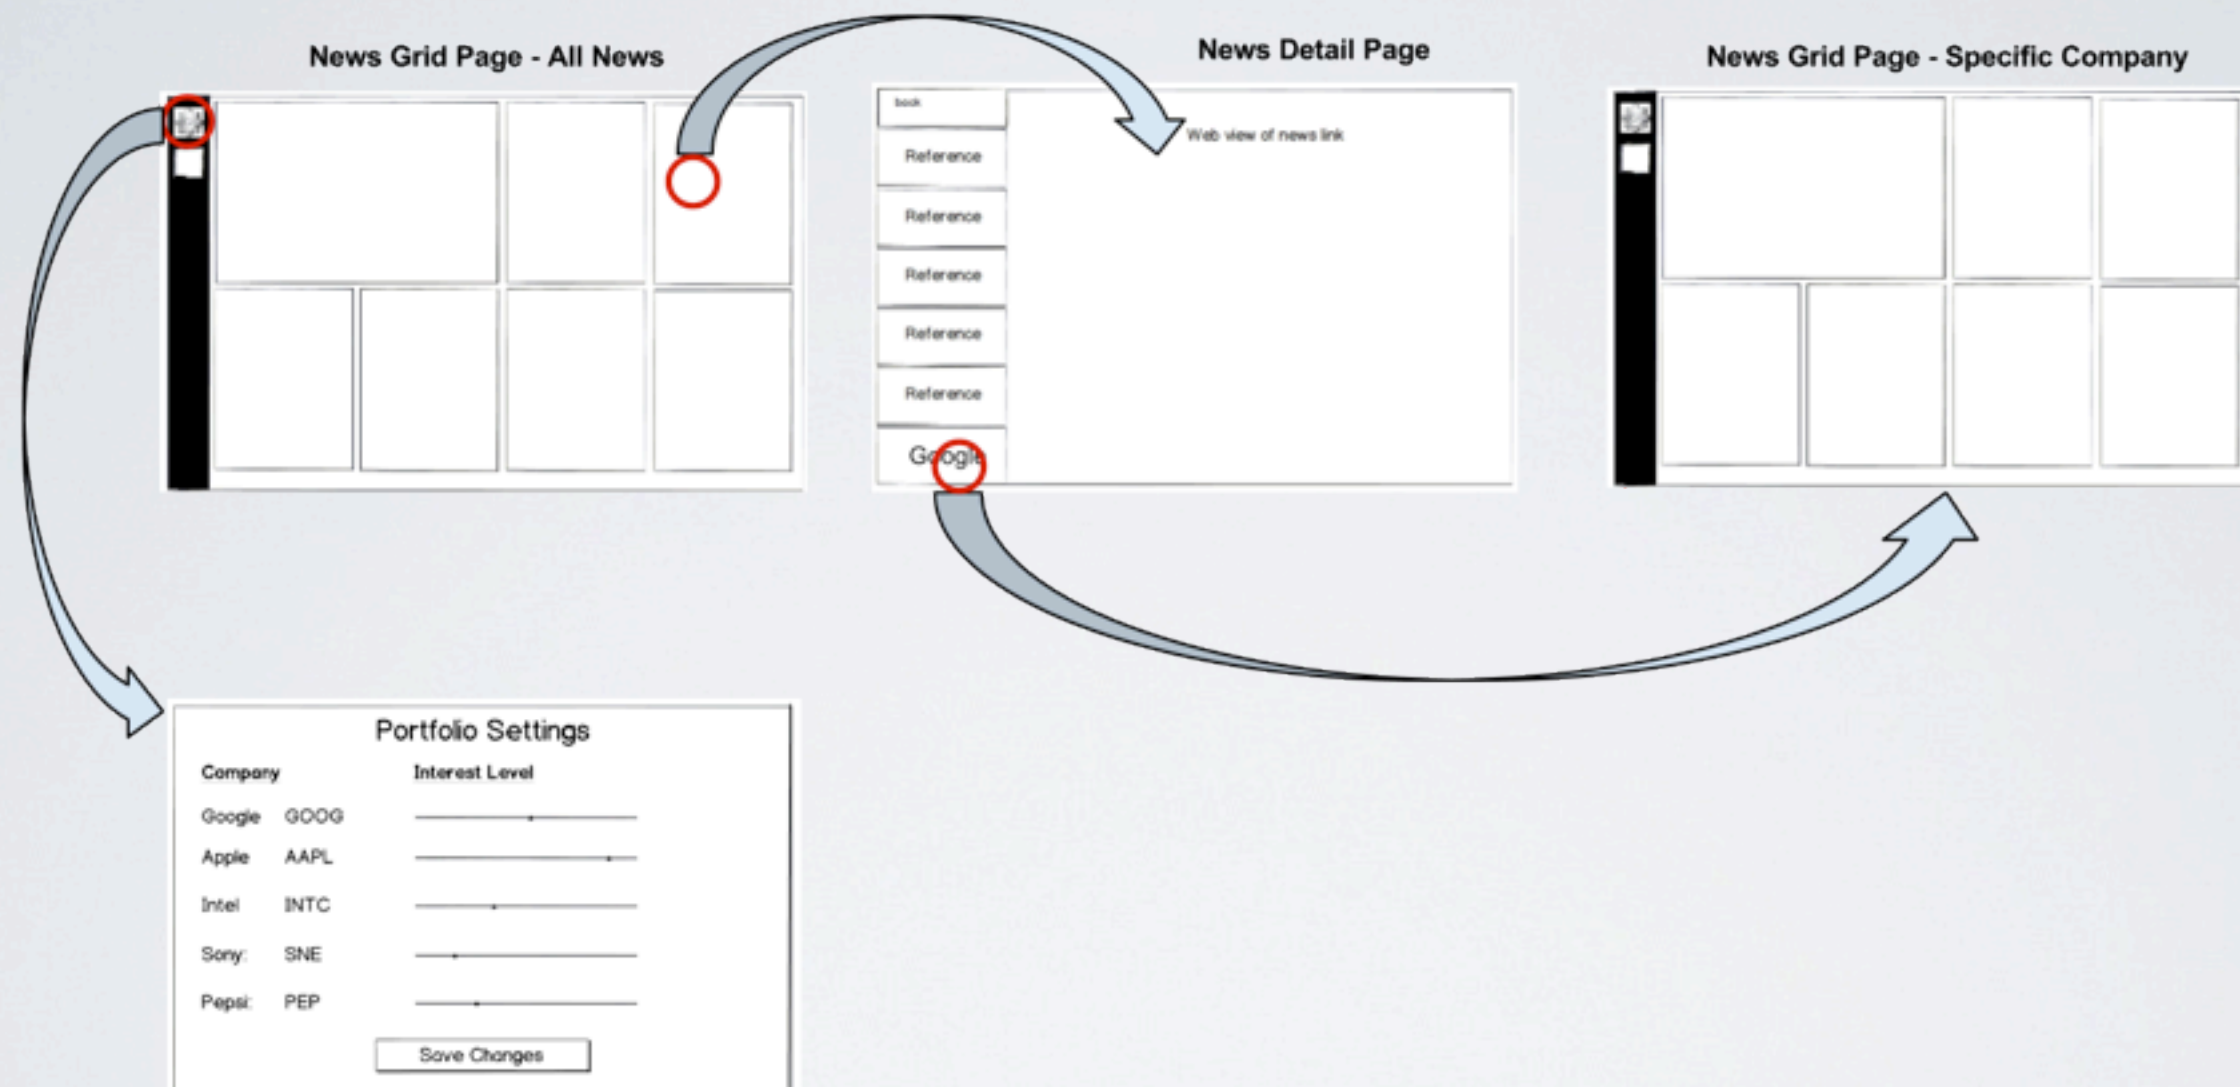 News Grid Page - All News
News Detail Page
News Grid Page - Specific Company
back
Web view of news link
Reference
Reference
Reference
Reference
Reference
Google
Portfolio Settings
Company Interest Level
Google GOOG
Apple AAPL
Intel INTC
Sony: SNE
Pepsi: PEP
Save Changes